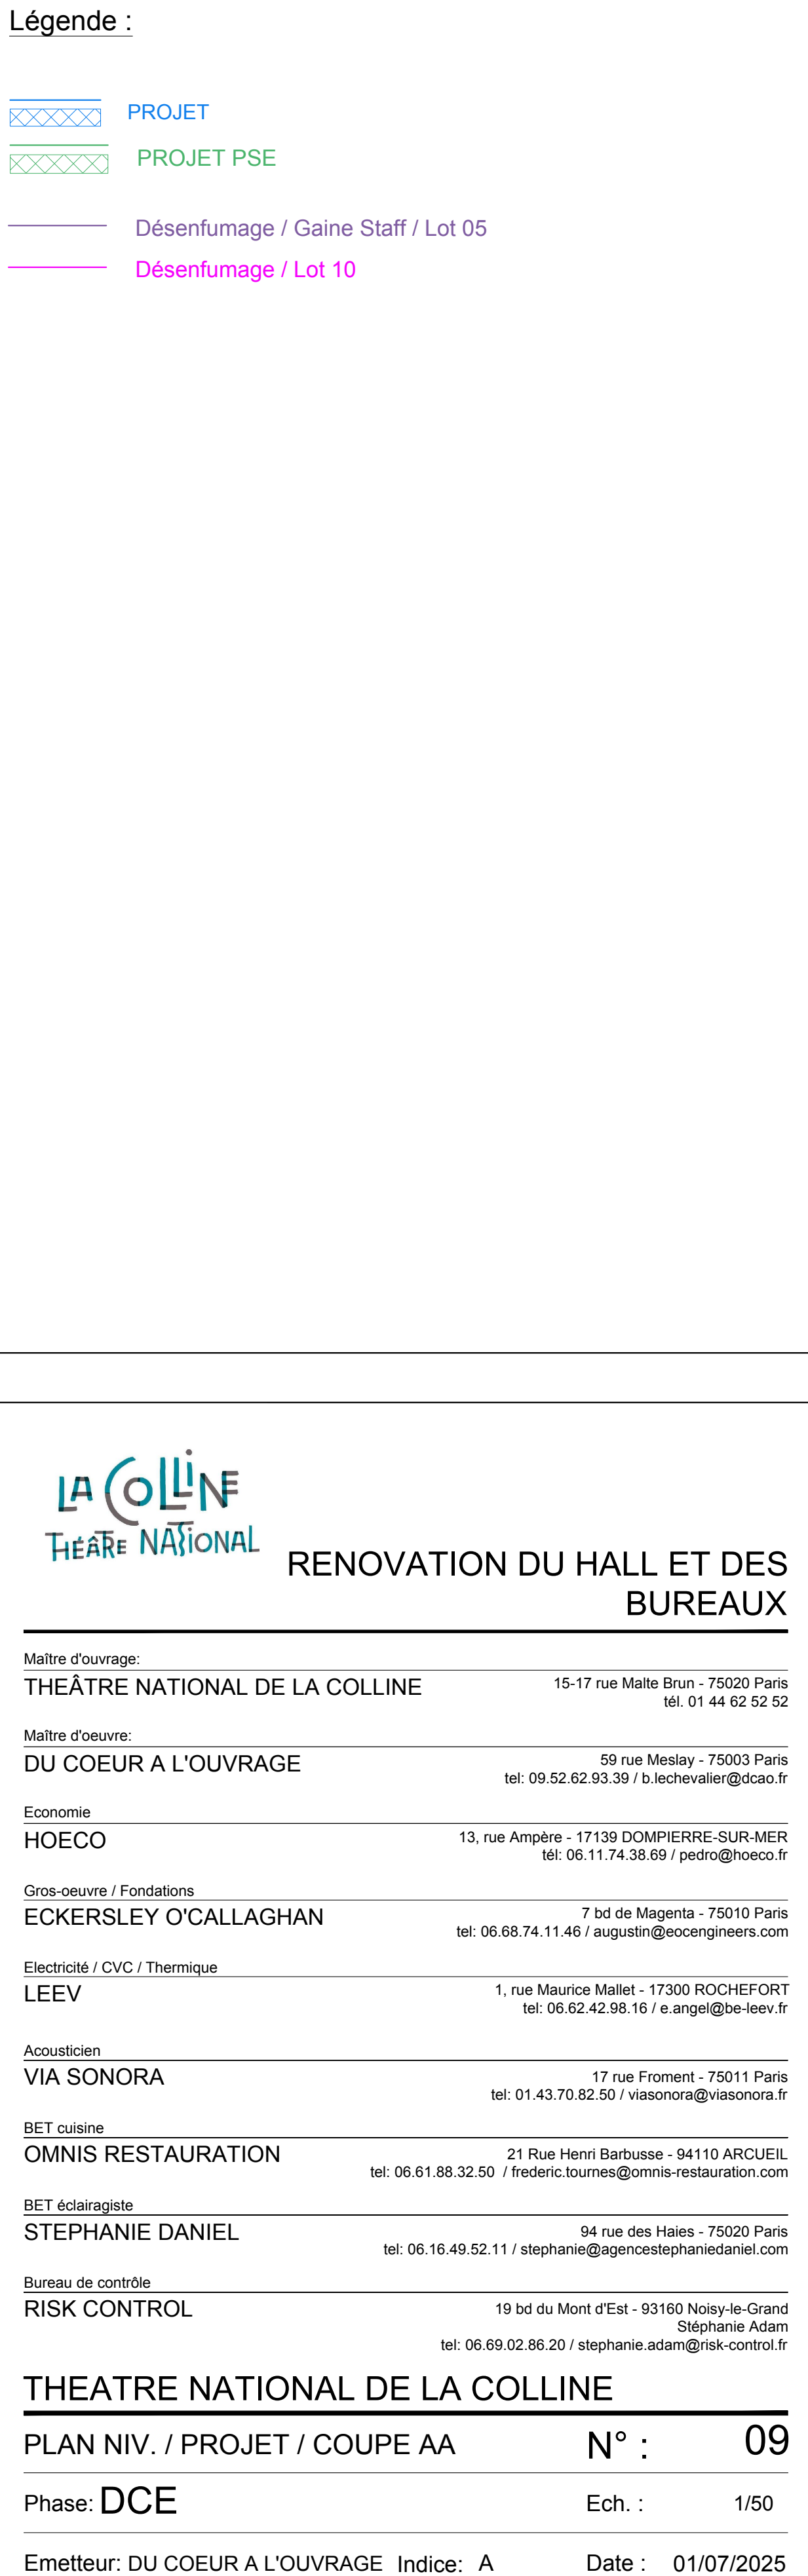 Légende :
PROJET
PROJET PSE
Désenfumage / Gaine Staff / Lot 05
Désenfumage / Lot 10
LA COLLINE
THÉÂTRE NATIONAL
RENOVATION DU HALL ET DES
BUREAUX
Maître d'ouvrage:
THEÂTRE NATIONAL DE LA COLLINE
15-17 rue Malte Brun - 75020 Paris
tél. 01 44 62 52 52
Maître d'oeuvre:
DU COEUR A L'OUVRAGE
59 rue Meslay - 75003 Paris
tel: 09.52.62.93.39 / b.lechevalier@dcao.fr
Economie
HOECO
13, rue Ampère - 17139 DOMPIERRE-SUR-MER
tél: 06.11.74.38.69 / pedro@hoeco.fr
Gros-oeuvre / Fondations
ECKERSLEY O'CALLAGHAN
7 bd de Magenta - 75010 Paris
tel: 06.68.74.11.46 / augustin@eocengineers.com
Electricité / CVC / Thermique
LEEV
1, rue Maurice Mallet - 17300 ROCHEFORT
tel: 06.62.42.98.16 / e.angel@be-leev.fr
Acousticien
VIA SONORA
17 rue Froment - 75011 Paris
tel: 01.43.70.82.50 / viasonora@viasonora.fr
BET cuisine
OMNIS RESTAURATION
21 Rue Henri Barbusse - 94110 ARCUEIL
tel: 06.61.88.32.50 / frederic.tournes@omnis-restauration.com
BET éclairagiste
STEPHANIE DANIEL
94 rue des Haies - 75020 Paris
tel: 06.16.49.52.11 / stephanie@agencestephaniedaniel.com
Bureau de contrôle
RISK CONTROL
19 bd du Mont d'Est - 93160 Noisy-le-Grand
Stéphanie Adam
tel: 06.69.02.86.20 / stephanie.adam@risk-control.fr
THEATRE NATIONAL DE LA COLLINE
PLAN NIV. / PROJET / COUPE AA N° : 09
Phase: DCE Ech. : 1/50
Emetteur: DU COEUR A L'OUVRAGE Indice: A Date : 01/07/2025